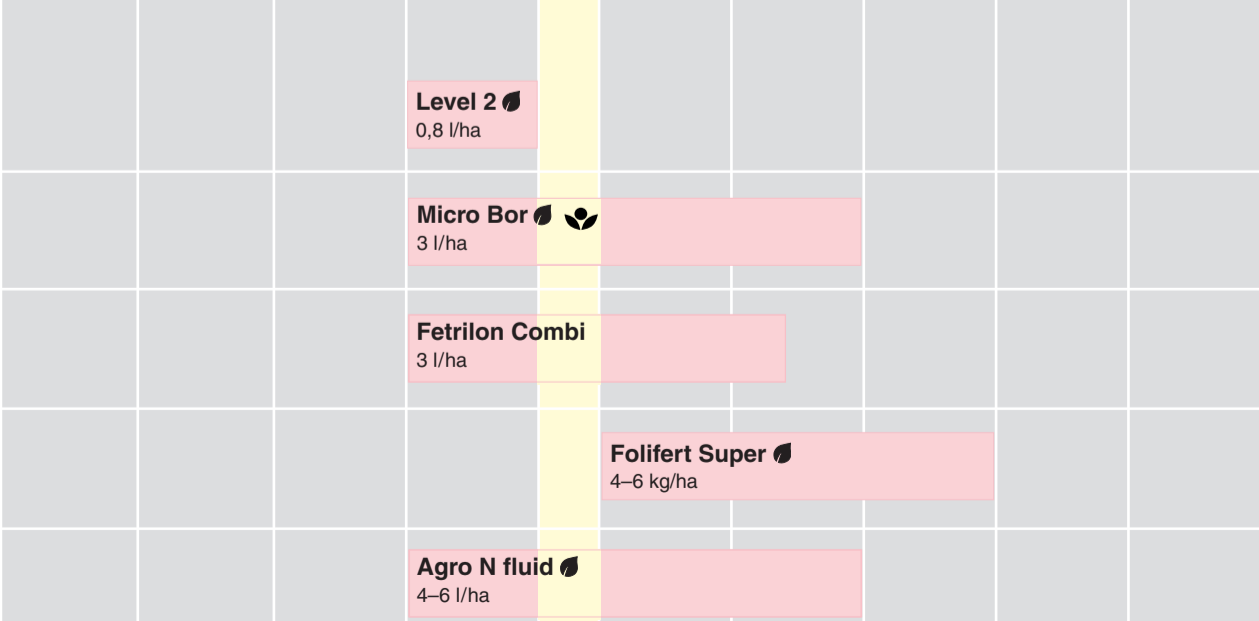 Level 2
0,8 l/ha
Micro Bor
3 l/ha
Fetrilon Combi
3 l/ha
Folifert Super
4–6 kg/ha
Agro N fluid
4–6 l/ha